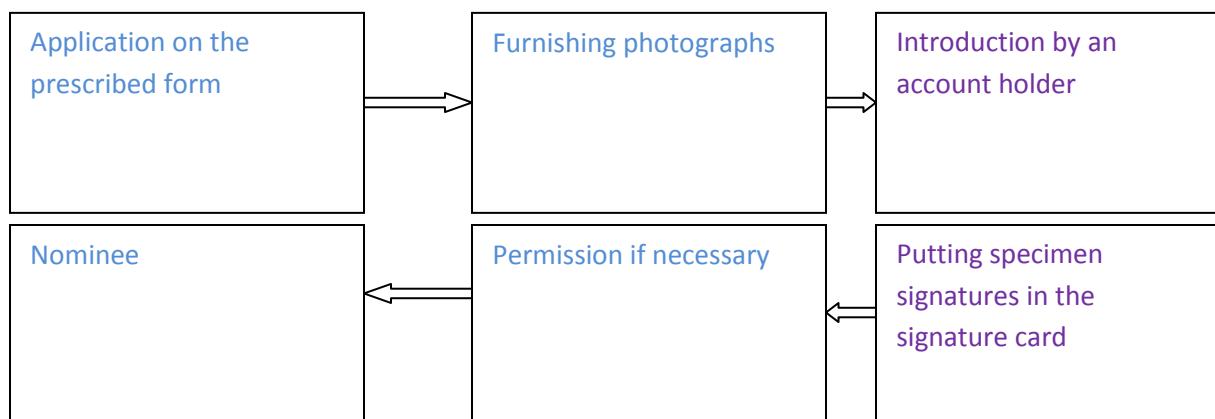 Application on the
prescribed form
Furnishing photographs
Introduction by an
account holder
Nominee
Permission if necessary
Putting specimen
signatures in the
signature card